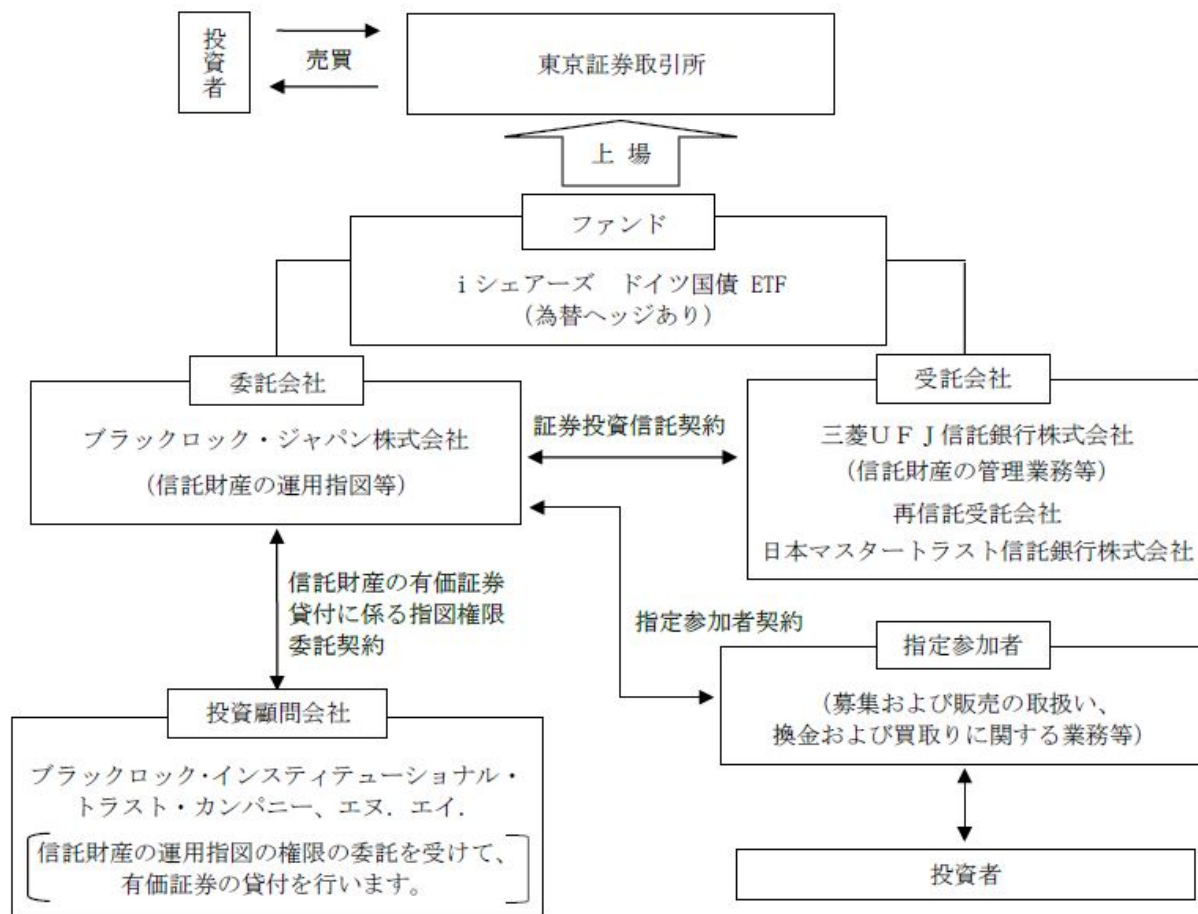 投資者
売買
東京証券取引所
上 場
ファンド
ｉシェアーズ　ドイツ国債 ETF
（為替ヘッジあり）
委託会社
ブラックロック・ジャパン株式会社
（信託財産の運用指図等）
証券投資信託契約
受託会社
三菱ＵＦＪ信託銀行株式会社
（信託財産の管理業務等）
再信託受託会社
日本マスタートラスト信託銀行株式会社
信託財産の有価証券
貸付に係る指図権限
委託契約
指定参加者契約
指定参加者
（募集および販売の取扱い、
換金および買取りに関する業務等）
投資顧問会社
ブラックロック・インスティテューショナル・
トラスト・カンパニー、エヌ．エイ．
信託財産の運用指図の権限の委託を受けて、
有価証券の貸付を行います。
投資者